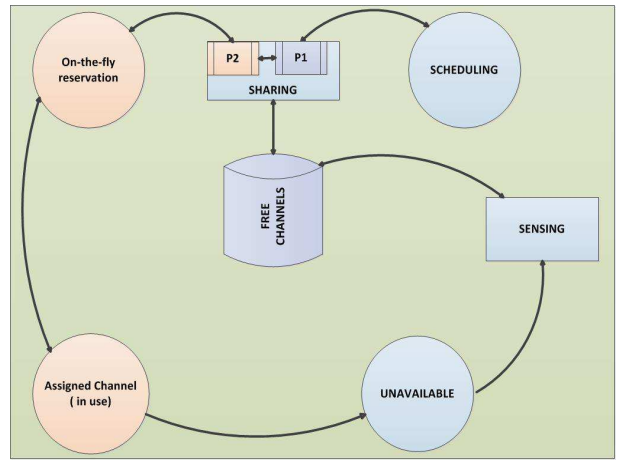 On-the-fly
reservation
P2
P1
SHARING
SCHEDULING
FREE
CHANNELS
SENSING
Assigned Channel
( in use)
UNAVAILABLE